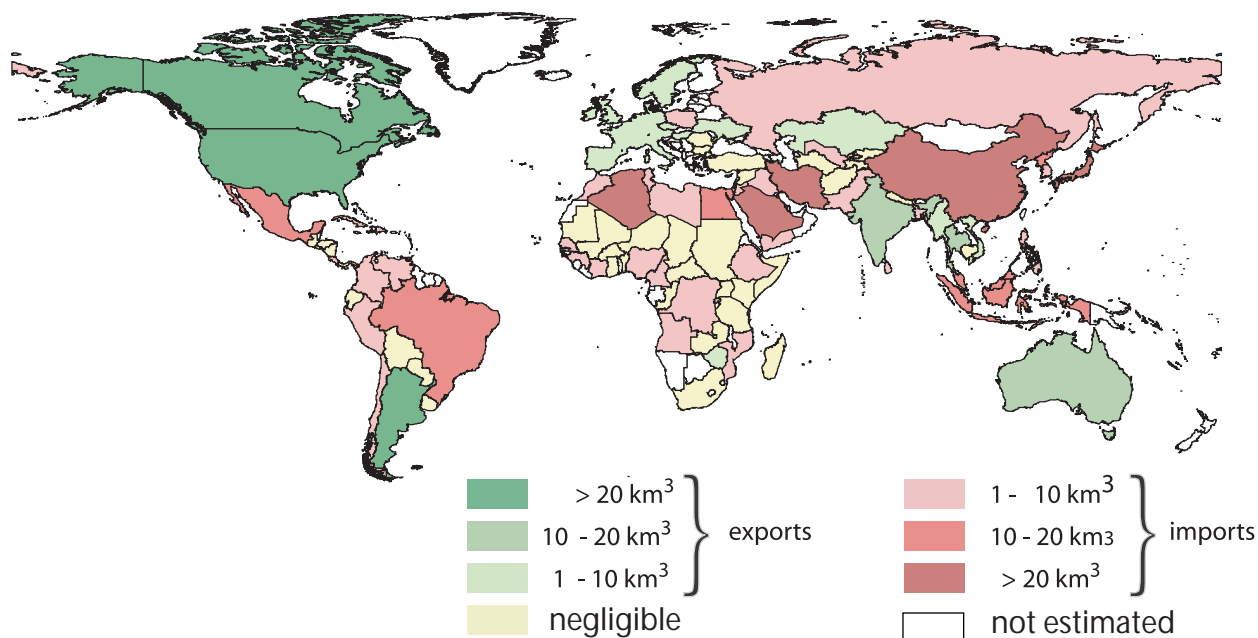 > 20 km³
10 - 20 km³
1 - 10 km³
exports
negligible
1 - 10 km³
10 - 20 km3
> 20 km³
imports
not estimated